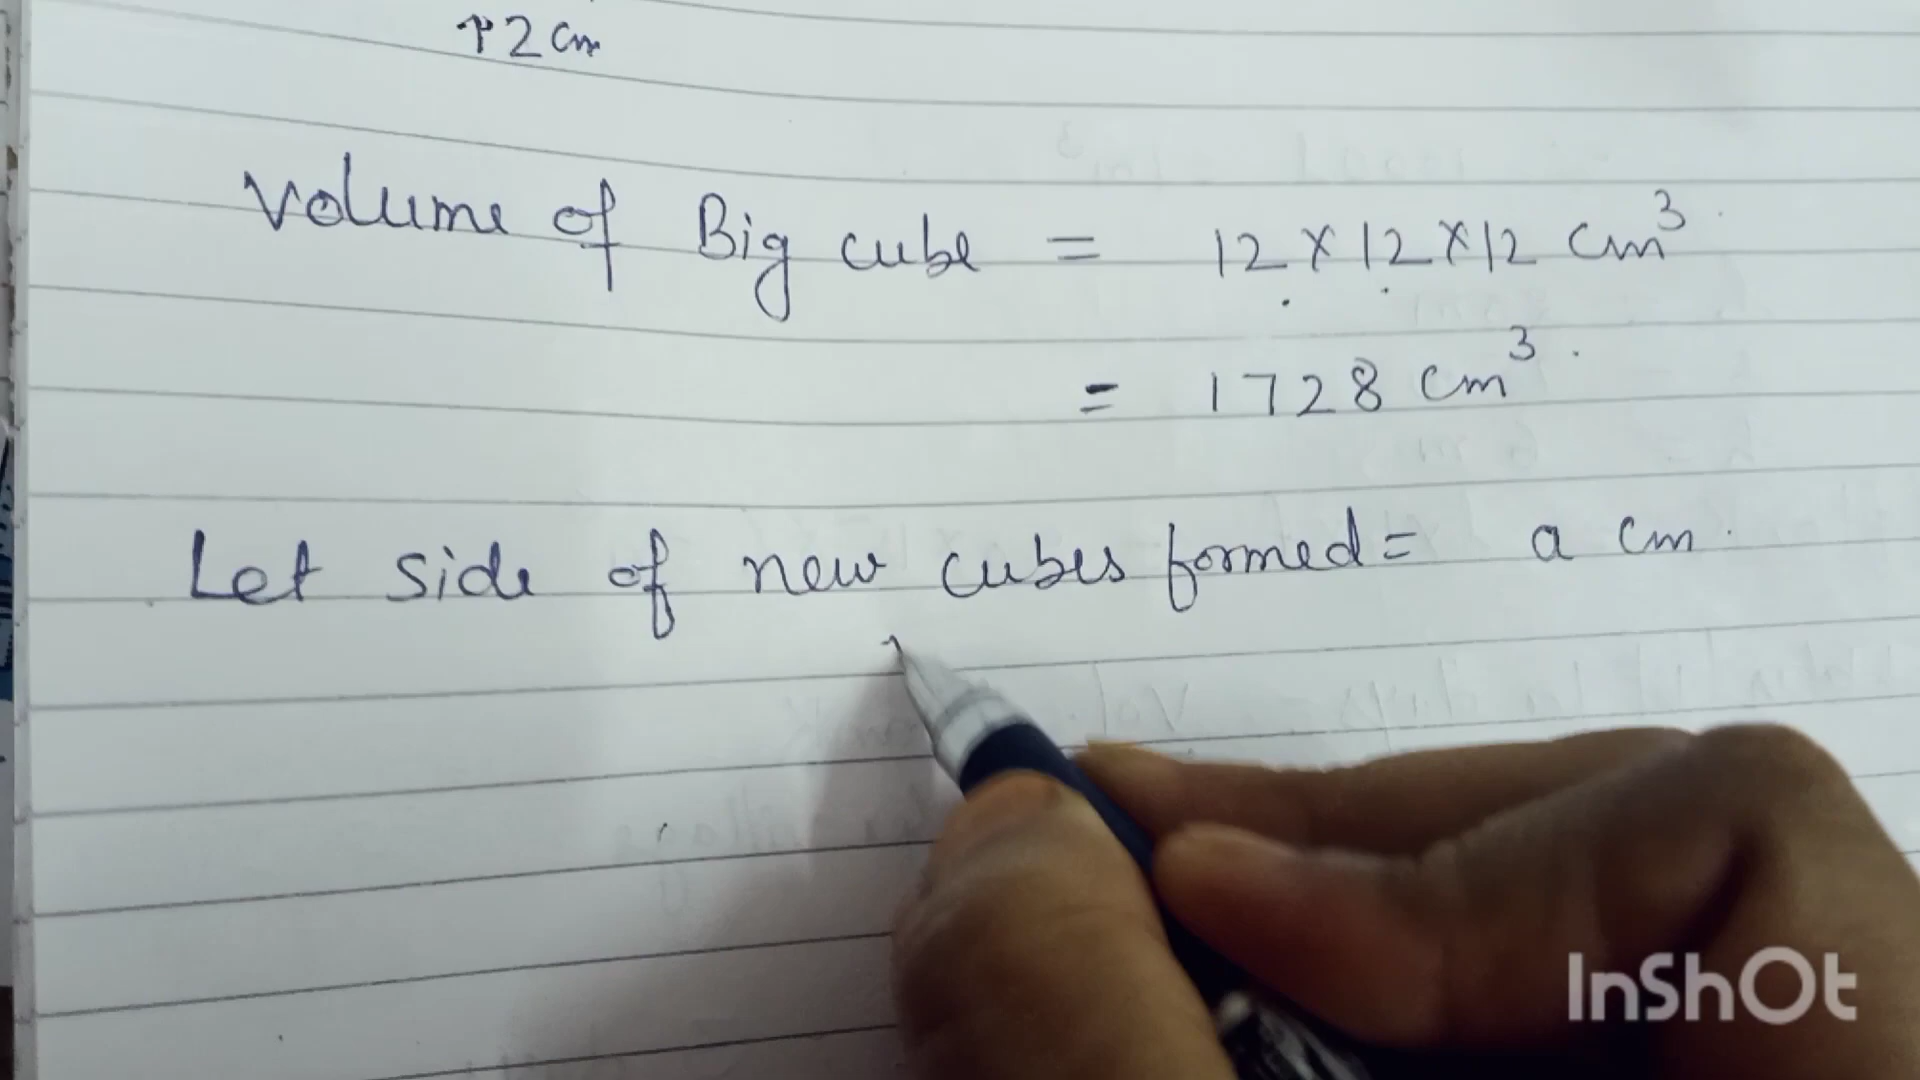 12 cm
Volume of Big cube = 12 × 12 × 12 cm³
= 1728 cm³.
Let side of new cubes formed = a cm.
InShOt